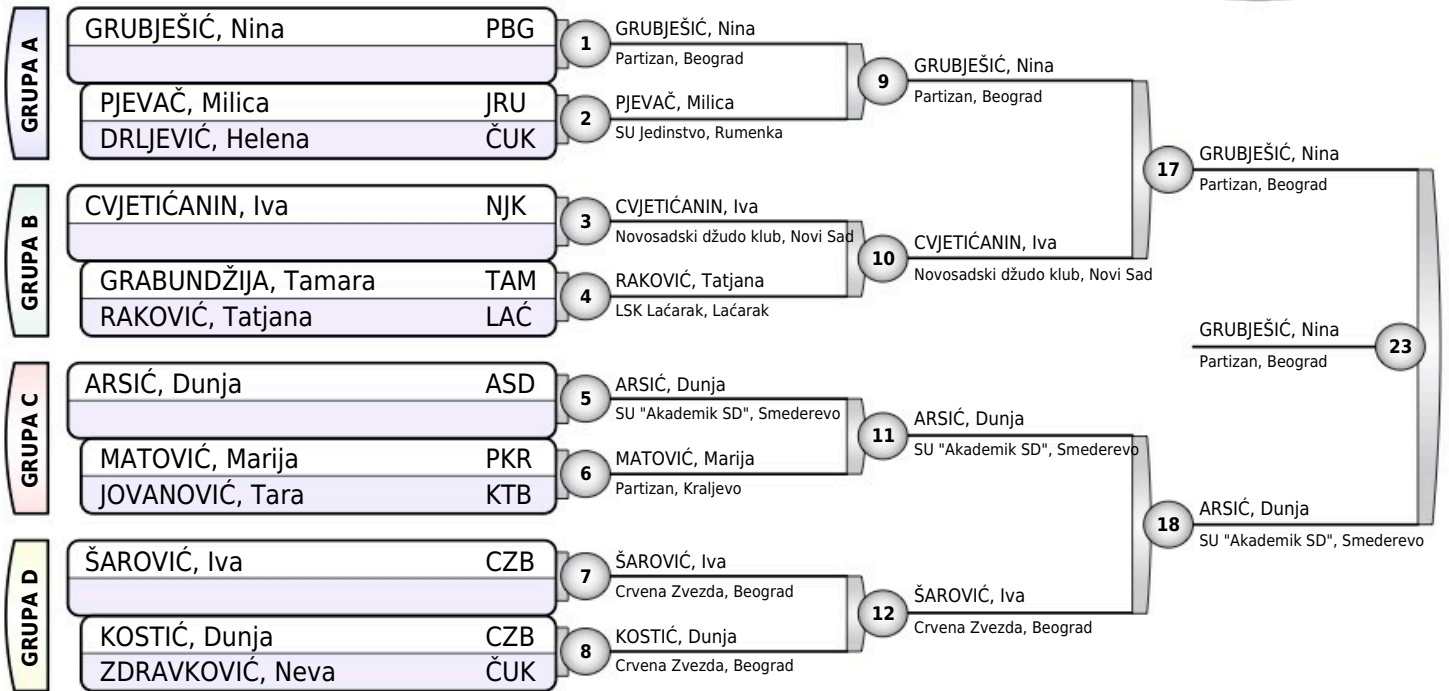 GRUPA A
GRUBJEŠIĆ, Nina PBG
PJEVAČ, Milica JRU
DRLJEVIĆ, Helena ČUK
1
GRUBJEŠIĆ, Nina
Partizan, Beograd
2
PJEVAČ, Milica
SU Jedinstvo, Rumenka
9
GRUBJEŠIĆ, Nina
Partizan, Beograd
GRUPA B
CVJETIĆANIN, Iva NJK
GRABUNDŽIJA, Tamara TAM
RAKOVIĆ, Tatjana LAĆ
3
CVJETIĆANIN, Iva
Novosadski džudo klub, Novi Sad
4
RAKOVIĆ, Tatjana
LSK Laćarak, Laćarak
10
CVJETIĆANIN, Iva
Novosadski džudo klub, Novi Sad
17
GRUBJEŠIĆ, Nina
Partizan, Beograd
GRUPA C
ARSIĆ, Dunja ASD
MATOVIĆ, Marija PKR
JOVANOVIĆ, Tara KTB
5
ARSIĆ, Dunja
SU "Akademik SD", Smederevo
6
MATOVIĆ, Marija
Partizan, Kraljevo
11
ARSIĆ, Dunja
SU "Akademik SD", Smederevo
GRUPA D
ŠAROVIĆ, Iva CZB
KOSTIĆ, Dunja CZB
ZDRAVKOVIĆ, Neva ČUK
7
ŠAROVIĆ, Iva
Crvena Zvezda, Beograd
8
KOSTIĆ, Dunja
Crvena Zvezda, Beograd
12
ŠAROVIĆ, Iva
Crvena Zvezda, Beograd
18
ARSIĆ, Dunja
SU "Akademik SD", Smederevo
GRUBJEŠIĆ, Nina
Partizan, Beograd
23